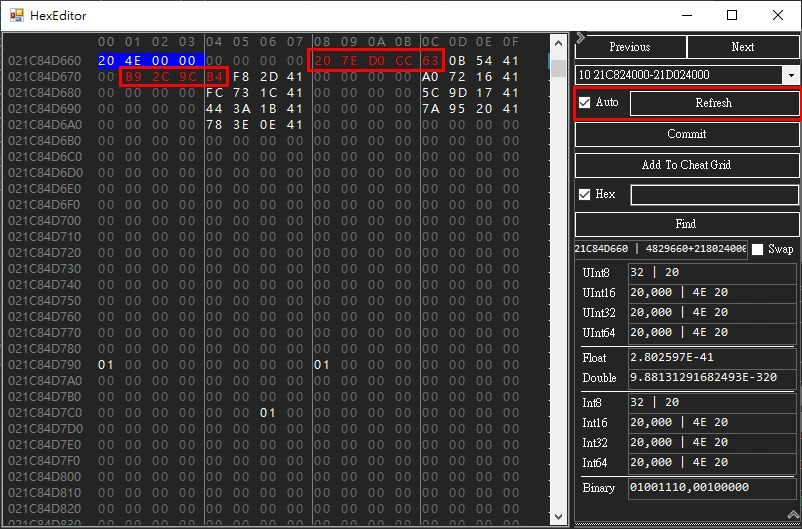 HexEditor
00 01 02 03 04 05 06 07 08 09 0A 0B 0C 0D 0E 0F
021C84D660 20 4E 00 00 00 00 00 00 20 7E D0 CC 63 0B 54 41
021C84D670 00 B9 2C 9C B4 F8 2D 41 00 00 00 00 A0 72 16 41
021C84D680 00 00 00 00 FC 73 1C 41 00 00 00 00 5C 9D 17 41
021C84D690 00 00 00 00 44 3A 1B 41 00 00 00 00 7A 95 20 41
021C84D6A0 00 00 00 00 78 3E 0E 41 00 00 00 00 00 00 00 00
021C84D6B0 00 00 00 00 00 00 00 00 00 00 00 00 00 00 00 00
021C84D6C0 00 00 00 00 00 00 00 00 00 00 00 00 00 00 00 00
021C84D6D0 00 00 00 00 00 00 00 00 00 00 00 00 00 00 00 00
021C84D6E0 00 00 00 00 00 00 00 00 00 00 00 00 00 00 00 00
021C84D6F0 00 00 00 00 00 00 00 00 00 00 00 00 00 00 00 00
021C84D700 00 00 00 00 00 00 00 00 00 00 00 00 00 00 00 00
021C84D710 00 00 00 00 00 00 00 00 00 00 00 00 00 00 00 00
021C84D720 00 00 00 00 00 00 00 00 00 00 00 00 00 00 00 00
021C84D730 00 00 00 00 00 00 00 00 00 00 00 00 00 00 00 00
021C84D740 00 00 00 00 00 00 00 00 00 00 00 00 00 00 00 00
021C84D750 00 00 00 00 00 00 00 00 00 00 00 00 00 00 00 00
021C84D760 00 00 00 00 00 00 00 00 00 00 00 00 00 00 00 00
021C84D770 00 00 00 00 00 00 00 00 00 00 00 00 00 00 00 00
021C84D780 00 00 00 00 00 00 00 00 00 00 00 00 00 00 00 00
021C84D790 01 00 00 00 00 00 00 00 01 00 00 00 00 00 00 00
021C84D7A0 00 00 00 00 00 00 00 00 00 00 00 00 00 00 00 00
021C84D7B0 00 00 00 00 00 00 00 00 00 00 00 00 00 00 00 00
021C84D7C0 00 00 00 00 00 00 01 00 00 00 00 00 00 00 00 00
021C84D7D0 00 00 00 00 00 00 00 00 00 00 00 00 00 00 00 00
021C84D7E0 00 00 00 00 00 00 00 00 00 00 00 00 00 00 00 00
021C84D7F0 00 00 00 00 00 00 00 00 00 00 00 00 00 00 00 00
021C84D800 00 00 00 00 00 00 00 00 00 00 00 00 00 00 00 00
021C84D810 00 00 00 00 00 00 00 00 00 00 00 00 00 00 00 00
021C84D820 00 00 00 00 00 00 00 00 00 00 00 00 00 00 00 00
021C84D830 00 00 00 00 00 00 00 00 00 00 00 00 00 00 00 00
Previous Next
10 21C824000-21D024000
Auto Refresh
Commit
Add To Cheat Grid
Hex
Find
21C84D660 | 4829660+218024000 Swap
UInt8 32 | 20
UInt16 20,000 | 4E 20
UInt32 20,000 | 4E 20
UInt64 20,000 | 4E 20
Float 2.802597E-41
Double 9.88131291682493E-320
Int8 32 | 20
Int16 20,000 | 4E 20
Int32 20,000 | 4E 20
Int64 20,000 | 4E 20
Binary 01001110,00100000